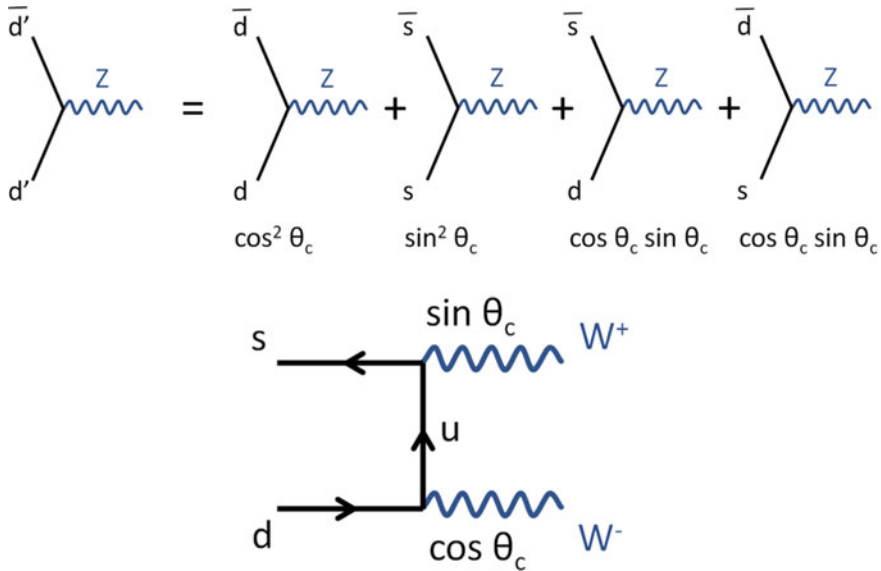 d̅' d̅ s̅ s̅ d̅
Z Z Z Z Z
= + + +
d' d s d s
cos² θc sin² θc cos θc sin θc cos θc sin θc
sin θc
s W⁺
u
d W⁻
cos θc